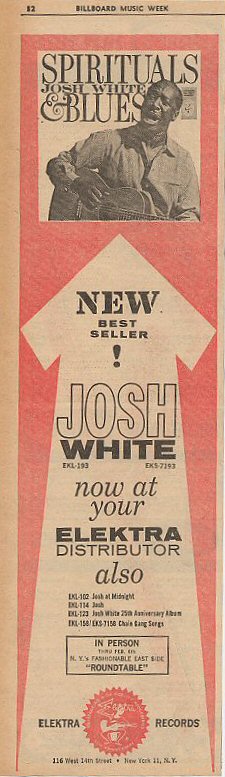 52 BILLBOARD MUSIC WEEK
SPIRITUALS
JOSH WHITE
& BLUES
NEW
BEST
SELLER
!
JOSH
WHITE
EKL-193 EKS-7193
now at
your
ELEKTRA
DISTRIBUTOR
also
EKL-102 Josh at Midnight
EKL-114 Josh
EKL-123 Josh White 25th Anniversary Album
EKL-158/EKS-7158 Chain Gang Songs
IN PERSON
THRU FEB. 4th
N. Y.'s FASHIONABLE EAST SIDE
"ROUNDTABLE"
Elektra
ELEKTRA RECORDS
116 West 14th Street • New York 11, N. Y.